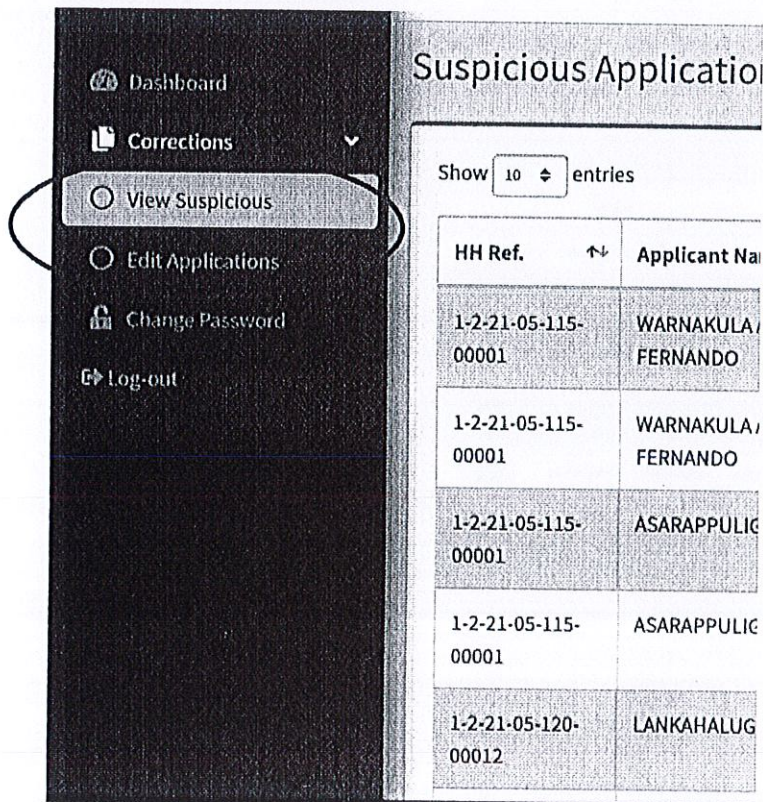 Dashboard
Corrections
View Suspicious
Edit Applications
Change Password
Log-out
Suspicious
Show 10 entries
HH Ref. Applicant
1-2-21-05-115-
00001
WARNAKULA
FERNANDO
1-2-21-05-115-
00001
WARNAKULA
FERNANDO
1-2-21-05-115-
00001
ASARAPPULIG
1-2-21-05-115-
00001
ASARAPPULIG
1-2-21-05-120-
00012
LANKAHALUG